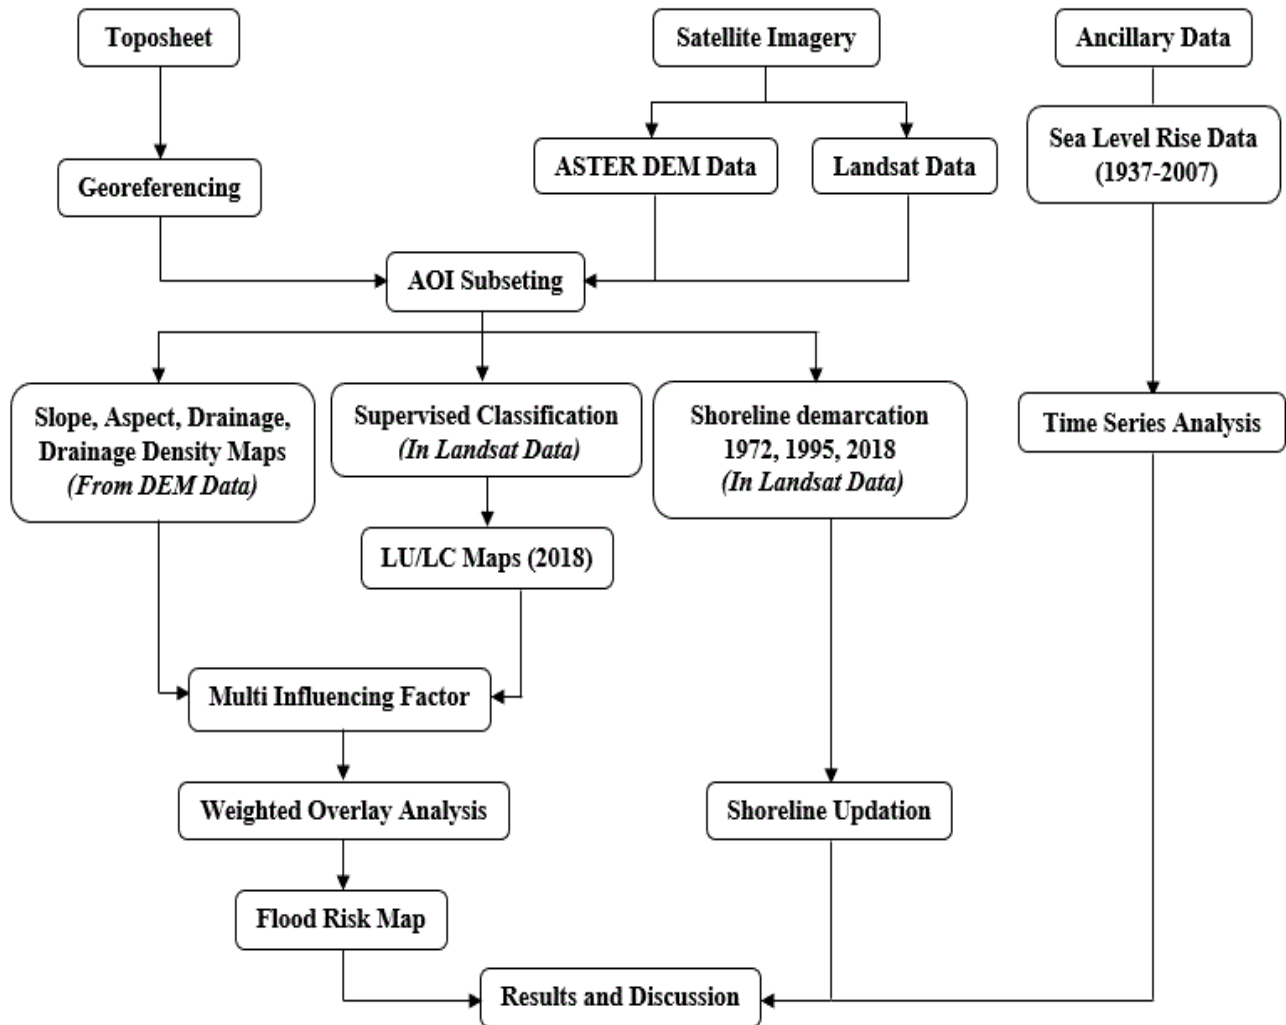 Toposheet
Satellite Imagery
Ancillary Data
Sea Level Rise Data
(1937-2007)
ASTER DEM Data
Landsat Data
Georeferencing
AOI Subseting
Slope, Aspect, Drainage,
Drainage Density Maps
(From DEM Data)
Supervised Classification
(In Landsat Data)
Shoreline demarcation
1972, 1995, 2018
(In Landsat Data)
Time Series Analysis
LU/LC Maps (2018)
Multi Influencing Factor
Weighted Overlay Analysis
Shoreline Updation
Flood Risk Map
Results and Discussion